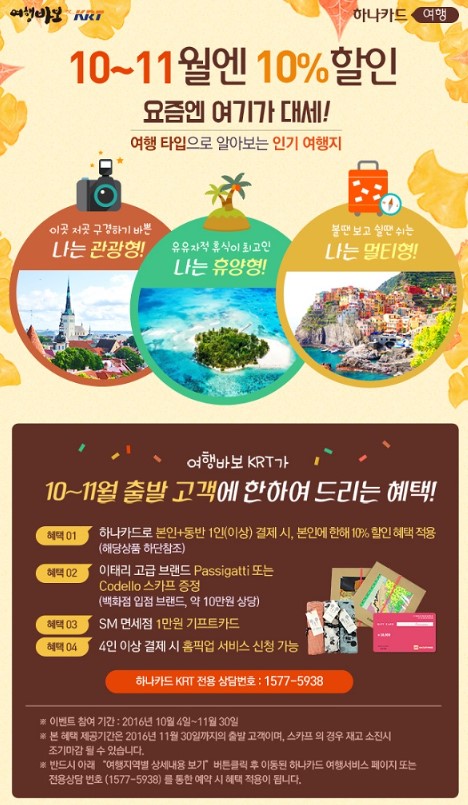 여행바보 KRT
하나카드 여행
10~11월엔 10%할인
요즘엔 여기가 대세!
여행 타입으로 알아보는 인기 여행지
이곳 저곳 구경하기 바쁜
나는 관광형!
유유자적 휴식이 최고인
나는 휴양형!
볼땐 보고 쉴땐 쉬는
나는 멀티형!
여행바보 KRT가
10~11월 출발 고객에 한하여 드리는 혜택!
혜택 01 하나카드로 본인+동반 1인(이상) 결제 시, 본인에 한해 10% 할인 혜택 적용
(해당상품 하단참조)
혜택 02 이태리 고급 브랜드 Passigatti 또는
Codello 스카프 증정
(백화점 입점 브랜드, 약 10만원 상당)
혜택 03 SM 면세점 1만원 기프트카드
혜택 04 4인 이상 결제 시 홈픽업 서비스 신청 가능
하나카드 KRT 전용 상담번호 : 1577-5938
※ 이벤트 참여 기간 : 2016년 10월 4일~11월 30일
※ 본 혜택 제공기간은 2016년 11월 30일까지의 출발 고객이며, 스카프 의 경우 재고 소진시
조기마감 될 수 있습니다.
※ 반드시 아래 "여행지역별 상세내용 보기" 버튼클릭 후 이동된 하나카드 여행서비스 페이지 또는
전용상담 번호 (1577-5938) 를 통한 예약 시 혜택 적용이 됩니다.